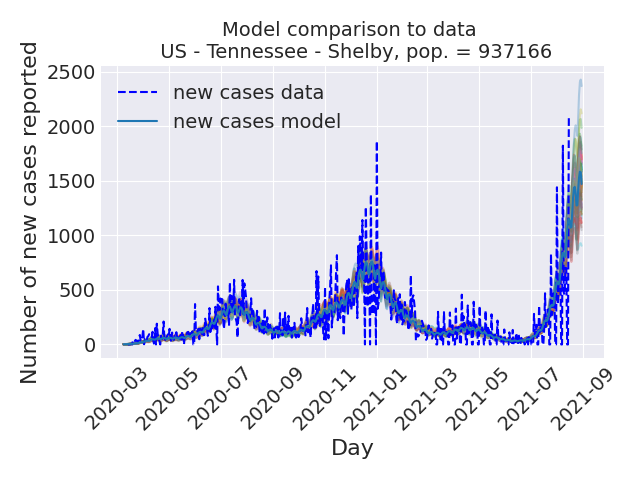 Model comparison to data
US - Tennessee - Shelby, pop. = 937166
Number of new cases reported
2500
2000
1500
1000
500
0
new cases data
new cases model
2020-03
2020-05
2020-07
2020-09
2020-11
2021-01
2021-03
2021-05
2021-07
2021-09
Day